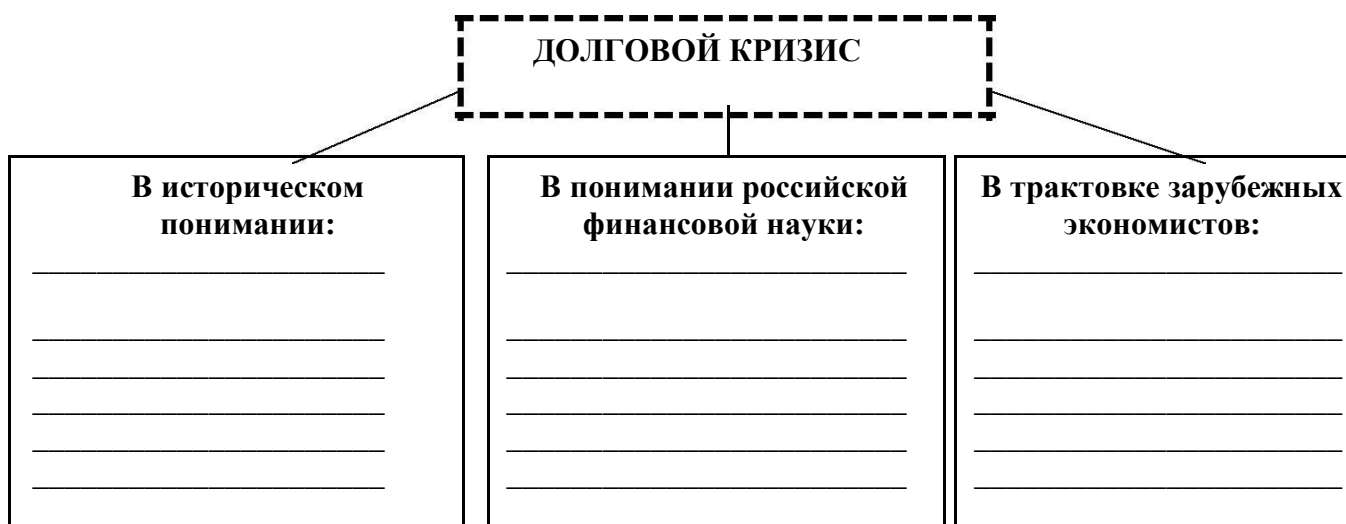 ДОЛГОВОЙ КРИЗИС
В историческом
понимании:
В понимании российской
финансовой науки:
В трактовке зарубежных
экономистов: